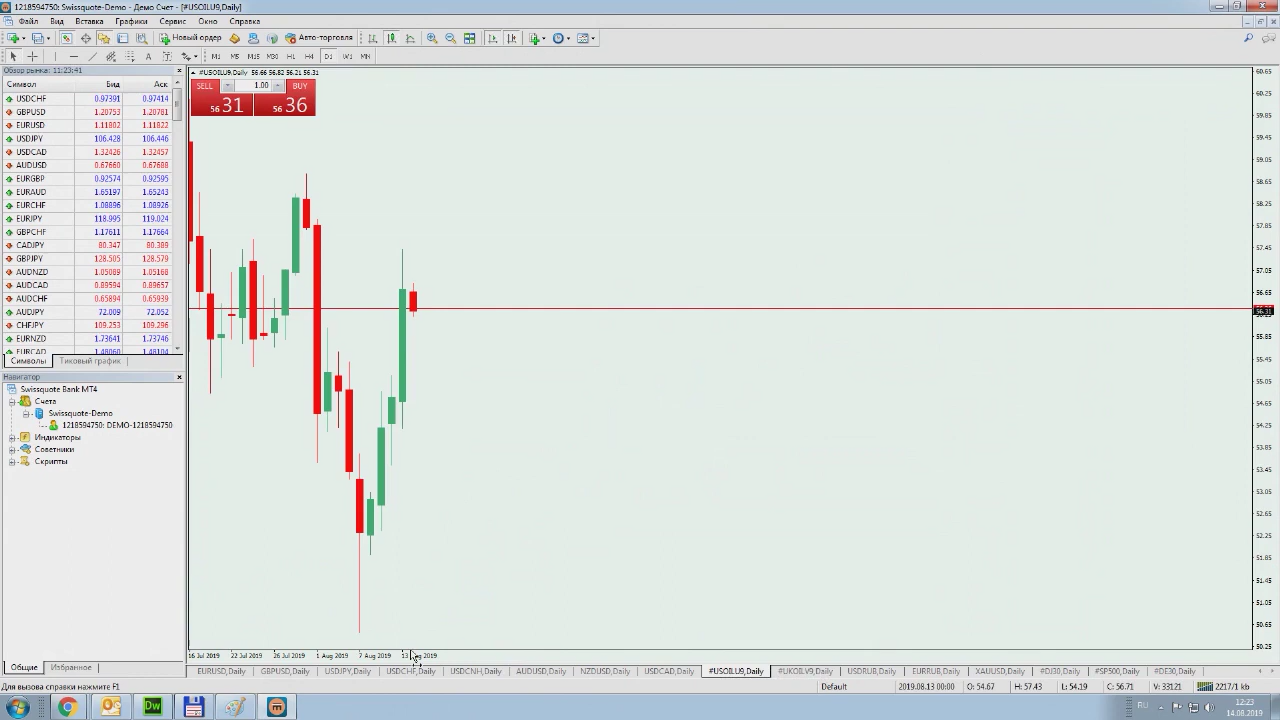 1218594750: Swissquote-Demo - Демо Счет - [#USOILU9,Daily]
Файл Вид Вставка Графики Сервис Окно Справка
Новый ордер Авто-торговля
M1 M5 M15 M30 H1 H4 D1 W1 MN
Обзор рынка: 11:23:41
Символ Бид Аск
USDCHF 0.97391 0.97414
GBPUSD 1.20753 1.20781
EURUSD 1.11802 1.11822
USDJPY 106.428 106.446
USDCAD 1.32426 1.32457
AUDUSD 0.67660 0.67688
EURGBP 0.92574 0.92595
EURAUD 1.65197 1.65243
EURCHF 1.08896 1.08926
EURJPY 118.995 119.024
GBPCHF 1.17611 1.17664
CADJPY 80.347 80.389
GBPJPY 128.505 128.579
AUDNZD 1.05089 1.05168
AUDCAD 0.89594 0.89657
AUDCHF 0.65894 0.65939
AUDJPY 72.009 72.052
CHFJPY 109.253 109.296
EURNZD 1.73641 1.73746
EURCAD 1.48060 1.48104
Символы Тиковый график
Навигатор
Swissquote Bank MT4
Счета
Swissquote-Demo
1218594750: DEMO-1218594750
Индикаторы
Советники
Скрипты
Общие Избранное
#USOILU9,Daily 56.66 56.82 56.21 56.31
SELL 1.00 BUY
56 31 56 36
60.65
60.25
59.85
59.45
59.05
58.65
58.25
57.85
57.45
57.05
56.65
56.31
55.85
55.45
55.05
54.65
54.25
53.85
53.45
53.05
52.65
52.25
51.85
51.45
51.05
50.65
50.25
16 Jul 2019 22 Jul 2019 26 Jul 2019 1 Aug 2019 7 Aug 2019 13 Aug 2019
EURUSD,Daily GBPUSD,Daily USDJPY,Daily USDCHF,Daily USDCNH,Daily AUDUSD,Daily NZDUSD,Daily USDCAD,Daily #USOILU9,Daily #UKOILV9,Daily USDRUB,Daily EURRUB,Daily XAUUSD,Daily #DJ30,Daily #SP500,Daily #DE30,Daily
Для вызова справки нажмите F1 Default 2019.08.13 00:00 O: 54.67 H: 57.43 L: 54.19 C: 56.71 V: 33121 2217/1 kb
RU 12:23
14.08.2019